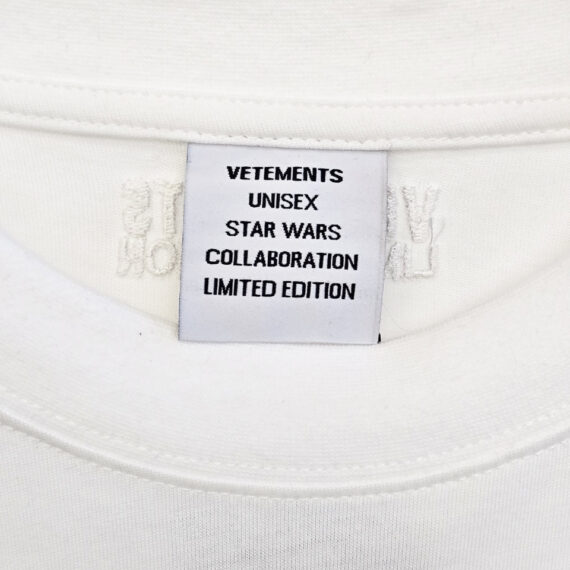 VETEMENTS
UNISEX
STAR WARS
COLLABORATION
LIMITED EDITION